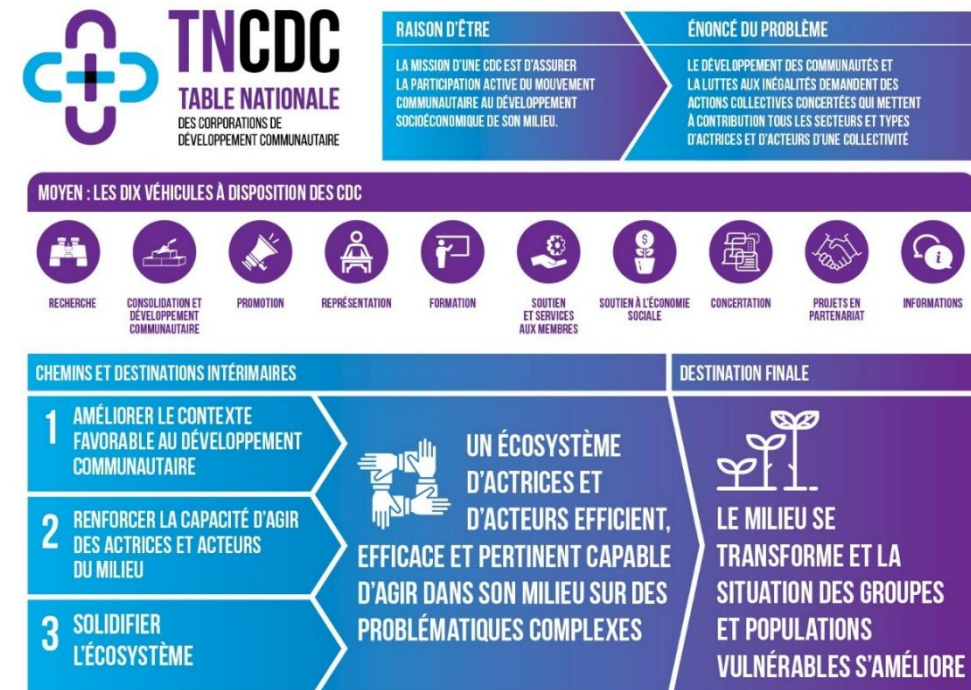 TNCDC
TABLE NATIONALE
DES CORPORATIONS DE
DÉVELOPPEMENT COMMUNAUTAIRE
RAISON D'ÊTRE
LA MISSION D'UNE CDC EST D'ASSURER
LA PARTICIPATION ACTIVE DU MOUVEMENT
COMMUNAUTAIRE AU DÉVELOPPEMENT
SOCIOÉCONOMIQUE DE SON MILIEU.
ÉNONCÉ DU PROBLÈME
LE DÉVELOPPEMENT DES COMMUNAUTÉS ET
LA LUTTES AUX INÉGALITÉS DEMANDENT DES
ACTIONS COLLECTIVES CONCERTÉES QUI METTENT
À CONTRIBUTION TOUS LES SECTEURS ET TYPES
D'ACTRICES ET D'ACTEURS D'UNE COLLECTIVITÉ
MOYEN : LES DIX VÉHICULES À DISPOSITION DES CDC
RECHERCHE
CONSOLIDATION ET
DÉVELOPPEMENT
COMMUNAUTAIRE
PROMOTION
REPRÉSENTATION
FORMATION
SOUTIEN
ET SERVICES
AUX MEMBRES
$
SOUTIEN À L'ÉCONOMIE
SOCIALE
CONCERTATION
PROJETS EN
PARTENARIAT
i
INFORMATIONS
CHEMINS ET DESTINATIONS INTÉRIMAIRES
1 AMÉLIORER LE CONTEXTE
FAVORABLE AU DÉVELOPPEMENT
COMMUNAUTAIRE
2 RENFORCER LA CAPACITÉ D'AGIR
DES ACTRICES ET ACTEURS
DU MILIEU
3 SOLIDIFIER
L'ÉCOSYSTÈME
UN ÉCOSYSTÈME
D'ACTRICES ET
D'ACTEURS EFFICIENT,
EFFICACE ET PERTINENT CAPABLE
D'AGIR DANS SON MILIEU SUR DES
PROBLÉMATIQUES COMPLEXES
DESTINATION FINALE
LE MILIEU SE
TRANSFORME ET LA
SITUATION DES GROUPES
ET POPULATIONS
VULNÉRABLES S'AMÉLIORE